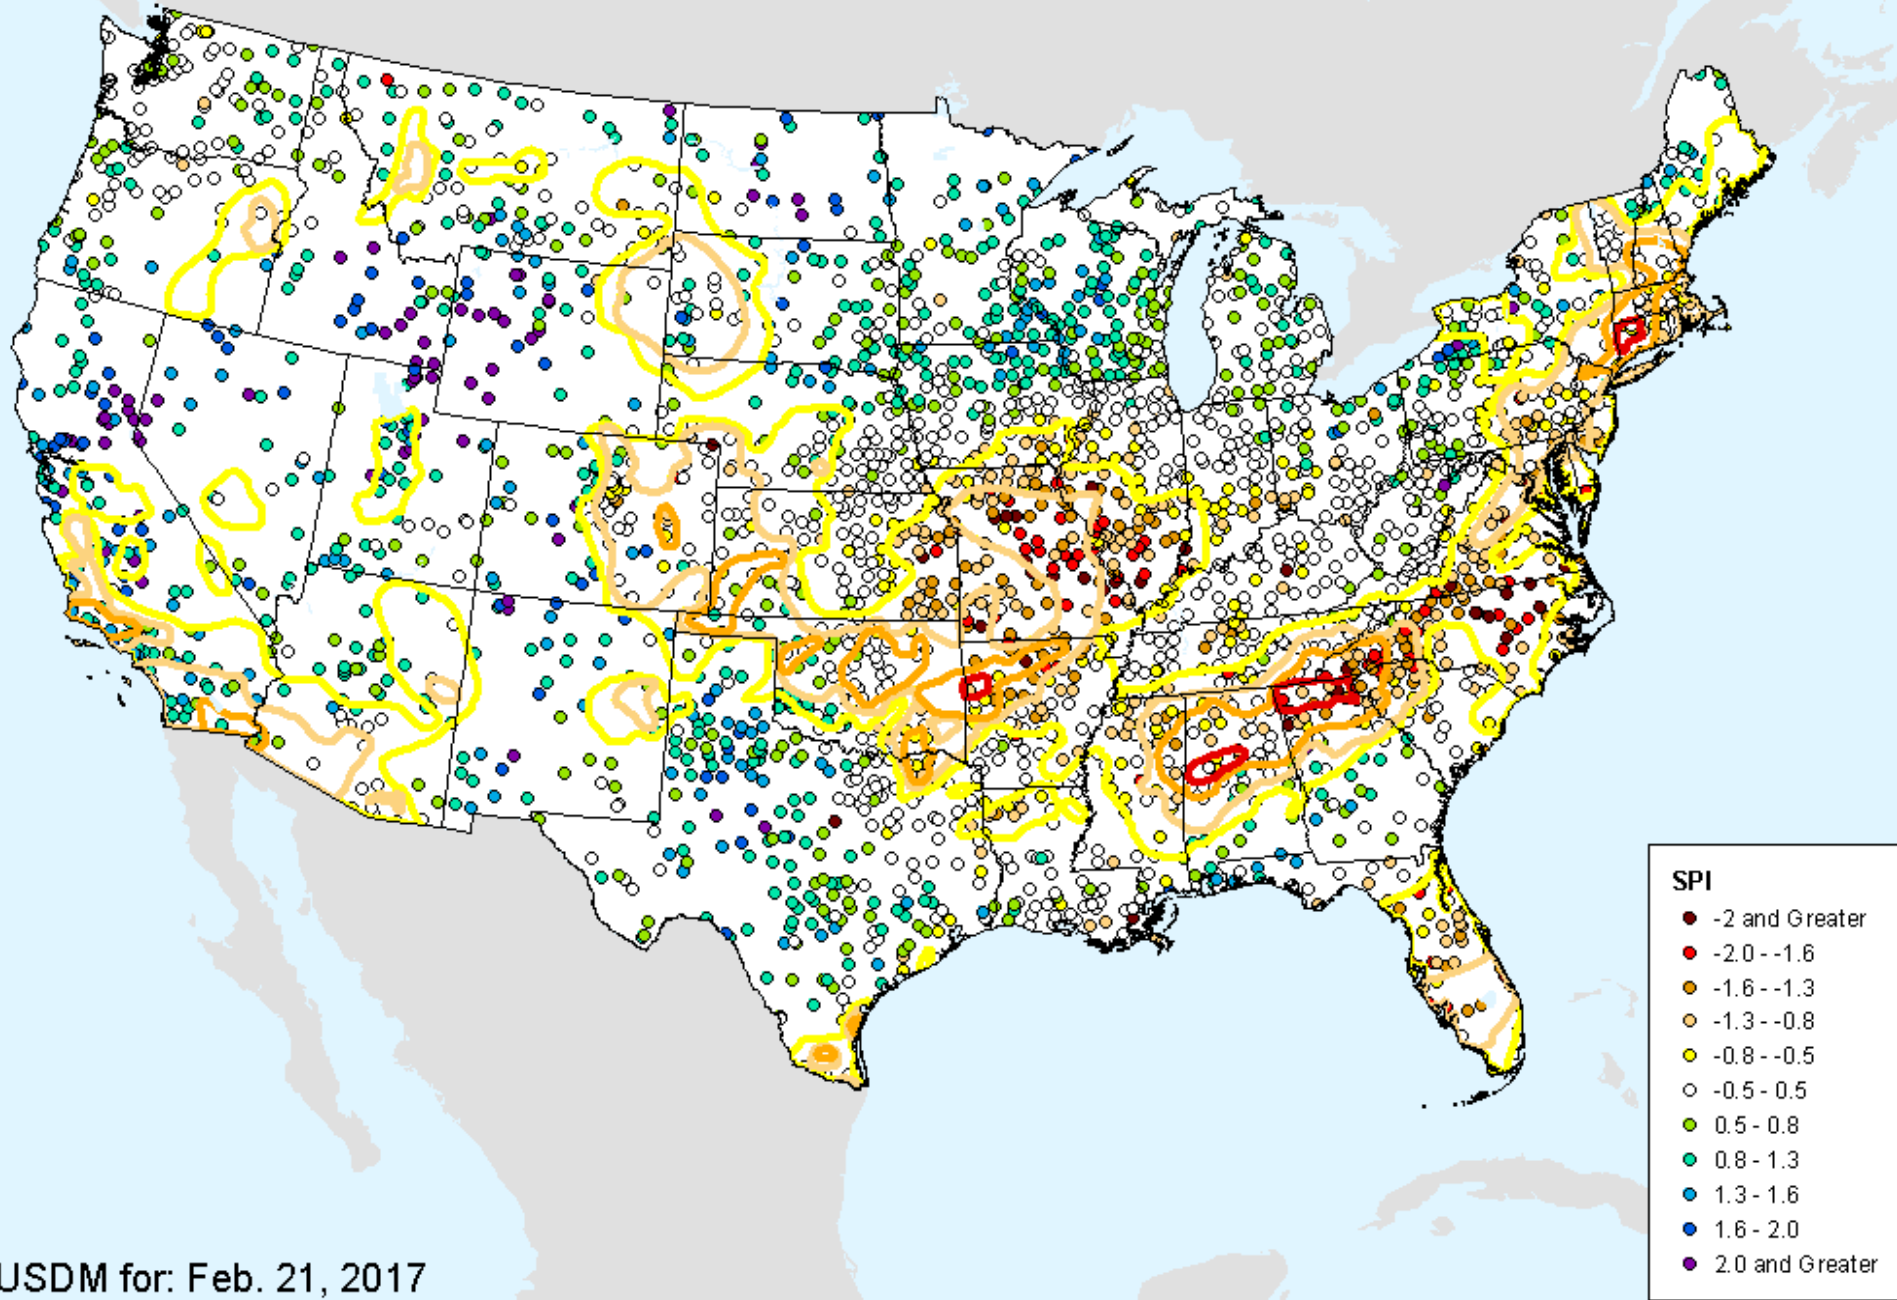 SPI
-2 and Greater
-2.0 - -1.6
-1.6 - -1.3
-1.3 - -0.8
-0.8 - -0.5
-0.5 - 0.5
0.5 - 0.8
0.8 - 1.3
1.3 - 1.6
1.6 - 2.0
2.0 and Greater
USDM for: Feb. 21, 2017